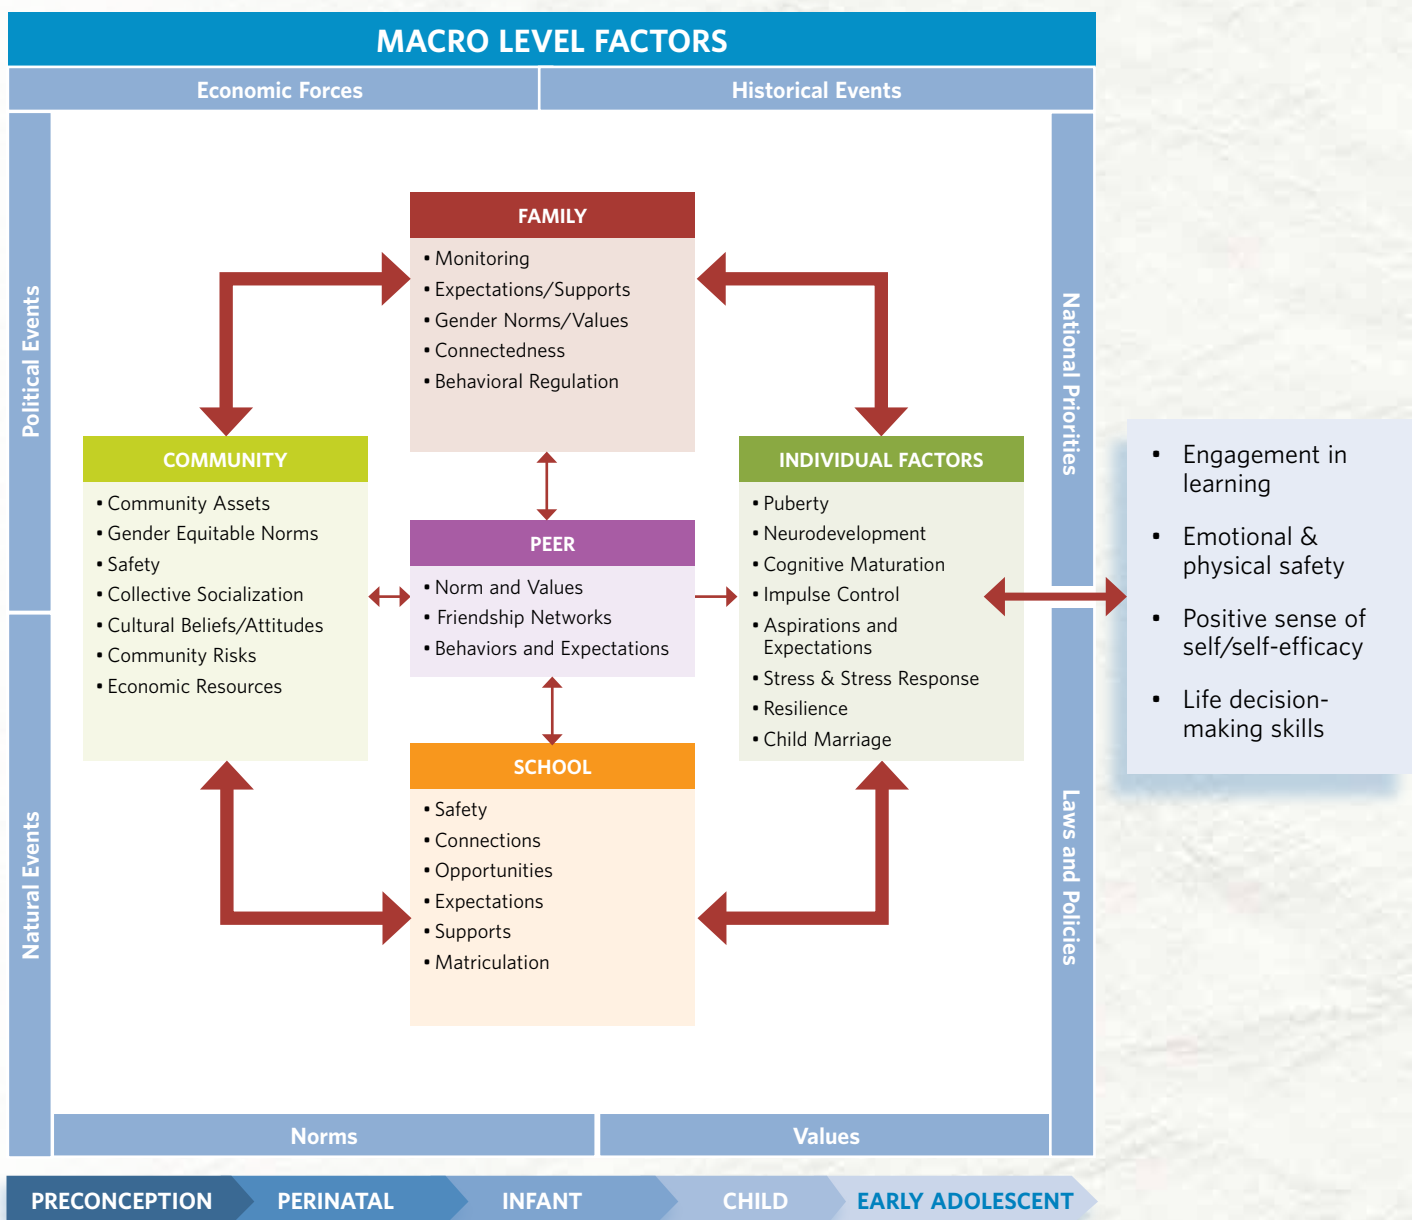 MACRO LEVEL FACTORS
Economic Forces
Historical Events
Political Events
Natural Events
FAMILY
• Monitoring
• Expectations/Supports
• Gender Norms/Values
• Connectedness
• Behavioral Regulation
COMMUNITY
• Community Assets
• Gender Equitable Norms
• Safety
• Collective Socialization
• Cultural Beliefs/Attitudes
• Community Risks
• Economic Resources
PEER
• Norm and Values
• Friendship Networks
• Behaviors and Expectations
INDIVIDUAL FACTORS
• Puberty
• Neurodevelopment
• Cognitive Maturation
• Impulse Control
• Aspirations and
Expectations
• Stress & Stress Response
• Resilience
• Child Marriage
SCHOOL
• Safety
• Connections
• Opportunities
• Expectations
• Supports
• Matriculation
National Priorities
Laws and Policies
• Engagement in
learning
• Emotional &
physical safety
• Positive sense of
self/self-efficacy
• Life decision-
making skills
Norms
Values
PRECONCEPTION
PERINATAL
INFANT
CHILD
EARLY ADOLESCENT